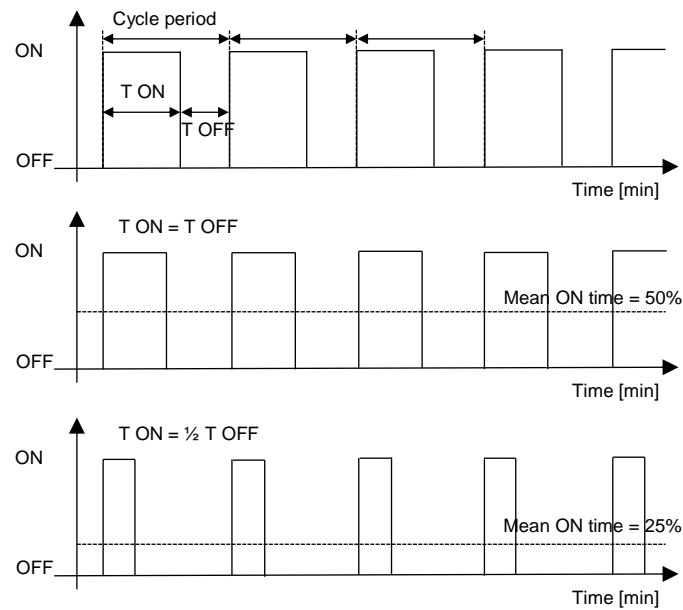 Cycle period
ON
T ON
T OFF
OFF
Time [min]
T ON = T OFF
ON
Mean ON time = 50%
OFF
Time [min]
T ON = ½ T OFF
ON
Mean ON time = 25%
OFF
Time [min]